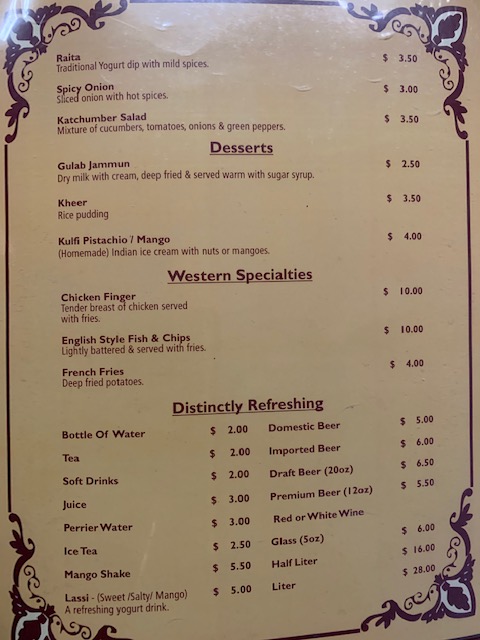 Raita $ 3.50
Traditional Yogurt dip with mild spices.
Spicy Onion $ 3.00
Sliced onion with hot spices.
Katchumber Salad $ 3.50
Mixture of cucumbers, tomatoes, onions & green peppers.
Desserts
Gulab Jammun $ 2.50
Dry milk with cream, deep fried & served warm with sugar syrup.
Kheer $ 3.50
Rice pudding
Kulfi Pistachio / Mango $ 4.00
(Homemade) Indian ice cream with nuts or mangoes.
Western Specialties
Chicken Finger $ 10.00
Tender breast of chicken served
with fries.
English Style Fish & Chips $ 10.00
Lightly battered & served with fries.
French Fries $ 4.00
Deep fried potatoes.
Distinctly Refreshing
Bottle Of Water $ 2.00 Domestic Beer $ 5.00
Tea $ 2.00 Imported Beer $ 6.00
Soft Drinks $ 2.00 Draft Beer (20oz) $ 6.50
Juice $ 3.00 Premium Beer (12oz) $ 5.50
Perrier Water $ 3.00 Red or White Wine
Ice Tea $ 2.50 Glass (5oz) $ 6.00
Mango Shake $ 5.50 Half Liter $ 16.00
Lassi - (Sweet /Salty/ Mango) $ 5.00 Liter $ 28.00
A refreshing yogurt drink.